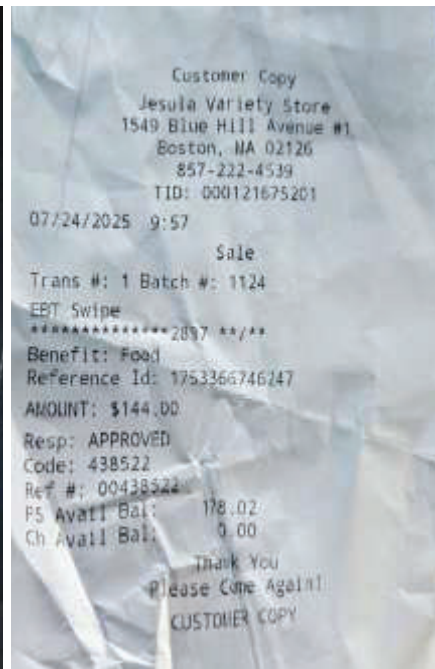 Customer Copy
Jesula Variety Store
1549 Blue Hill Avenue #1
Boston, MA 02126
857-222-4539
TID: 000121675201
07/24/2025 9:57
Sale
Trans #: 1 Batch #: 1124
EBT Swipe
**************2897 **/**
Benefit: Food
Reference Id: 1753366746247
AMOUNT: $144.00
Resp: APPROVED
Code: 438522
Ref #: 00438522
FS Avail Bal: 178.02
Ch Avail Bal: 0.00
Thank You
Please Come Again!
CUSTOMER COPY